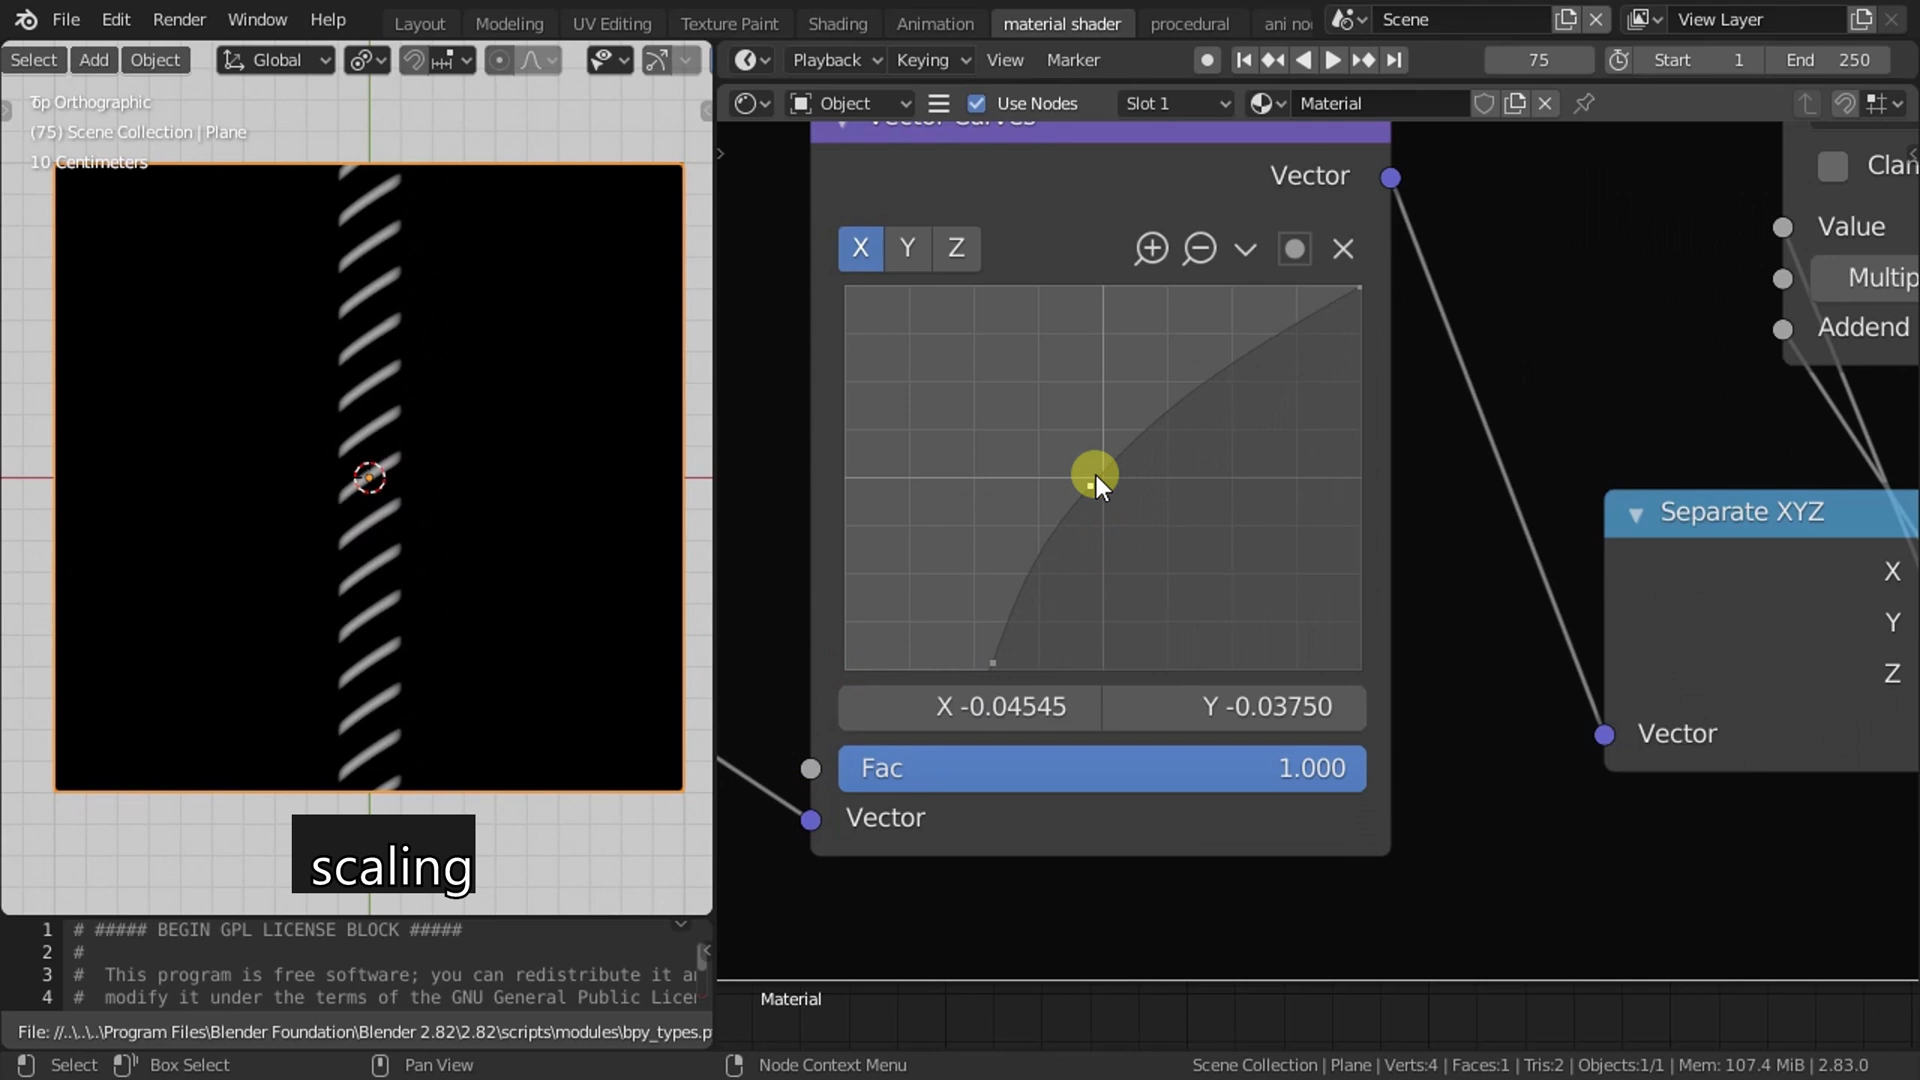 File Edit Render Window Help Layout Modeling UV Editing Texture Paint Shading Animation material shader procedural ani Scene View Layer
Select Add Object Global Playback Keying View Marker 75 Start 1 End 250
Object Use Nodes Slot 1 Material
Top Orthographic
(75) Scene Collection | Plane
10 Centimeters
Vector Curves
Vector
X Y Z
X -0.04545 Y -0.03750
Fac 1.000
Vector
Clan
Value
Multip
Addend
Separate XYZ
X
Y
Z
Vector
scaling
1 # ##### BEGIN GPL LICENSE BLOCK #####
2 #
3 # This program is free software; you can redistribute it
4 # modify it under the terms of the GNU General Public Licen
Material
File: //..\..\..\Program Files\Blender Foundation\Blender 2.82\2.82\scripts\modules\bpy_types.p
Select Box Select Pan View Node Context Menu Scene Collection | Plane | Verts:4 | Faces:1 | Tris:2 | Objects:1/1 | Mem: 107.4 MiB | 2.83.0